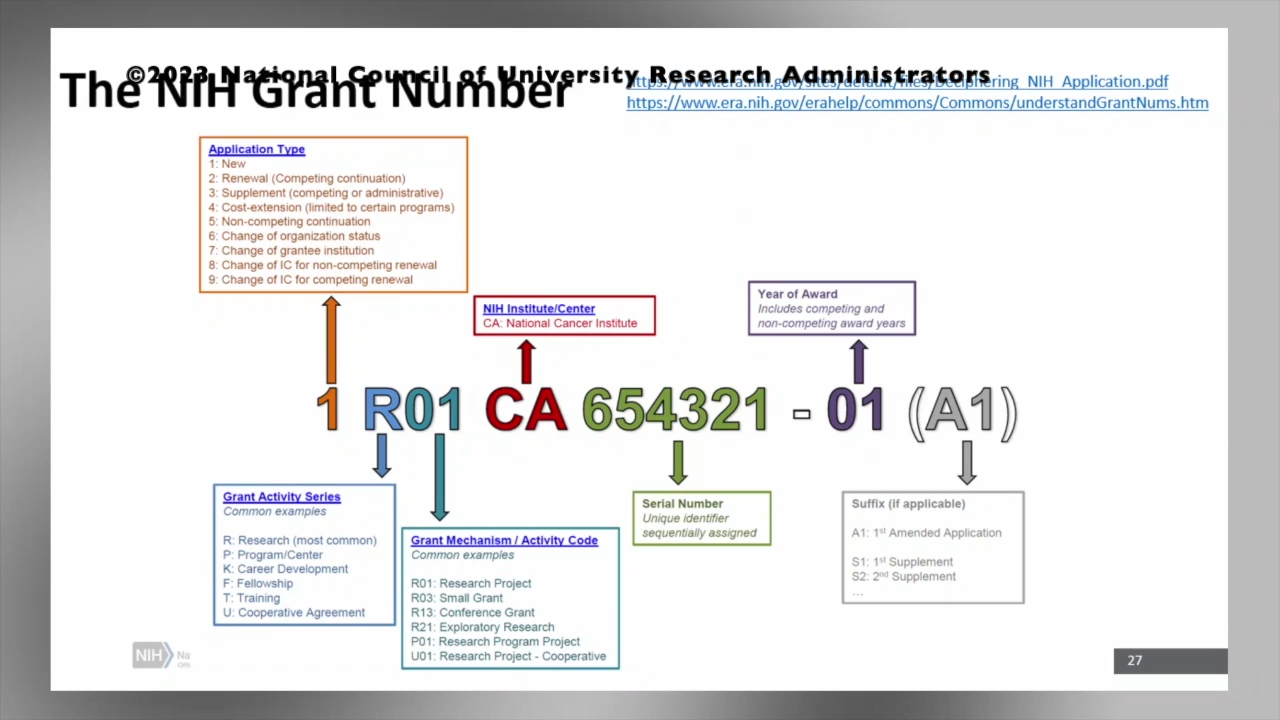 ©2023 National Council of University Research Administrators
The NIH Grant Number
https://www.era.nih.gov/sites/default/files/Deciphering_NIH_Application.pdf
https://www.era.nih.gov/erahelp/commons/Commons/understandGrantNums.htm
Application Type
1: New
2: Renewal (Competing continuation)
3: Supplement (competing or administrative)
4: Cost-extension (limited to certain programs)
5: Non-competing continuation
6: Change of organization status
7: Change of grantee institution
8: Change of IC for non-competing renewal
9: Change of IC for competing renewal
NIH Institute/Center
CA: National Cancer Institute
Year of Award
Includes competing and
non-competing award years
1 R01 CA 654321 - 01 (A1)
Grant Activity Series
Common examples
R: Research (most common)
P: Program/Center
K: Career Development
F: Fellowship
T: Training
U: Cooperative Agreement
Grant Mechanism / Activity Code
Common examples
R01: Research Project
R03: Small Grant
R13: Conference Grant
R21: Exploratory Research
P01: Research Program Project
U01: Research Project - Cooperative
Serial Number
Unique identifier
sequentially assigned
Suffix (if applicable)
A1: 1st Amended Application
S1: 1st Supplement
S2: 2nd Supplement
...
NIH
27